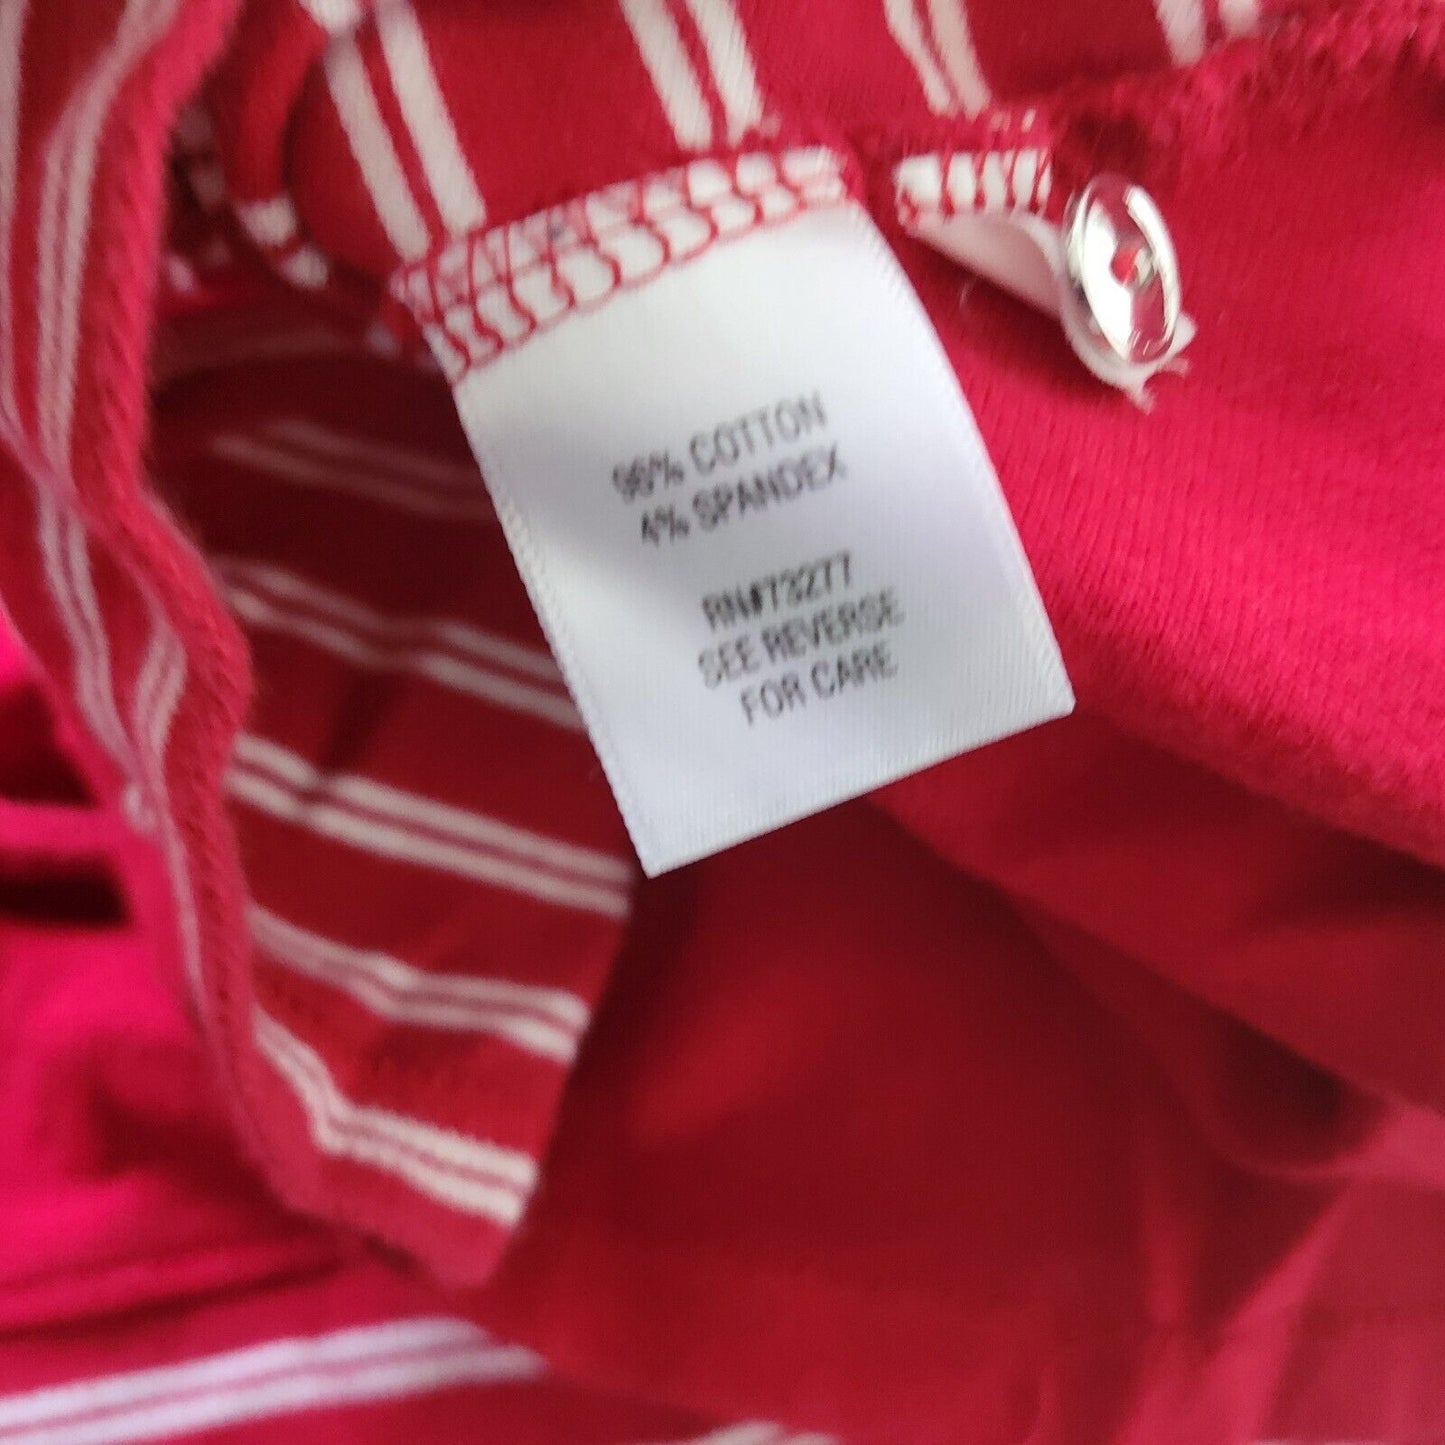 96% COTTON
4% SPANDEX
RN#73277
SEE REVERSE
FOR CARE